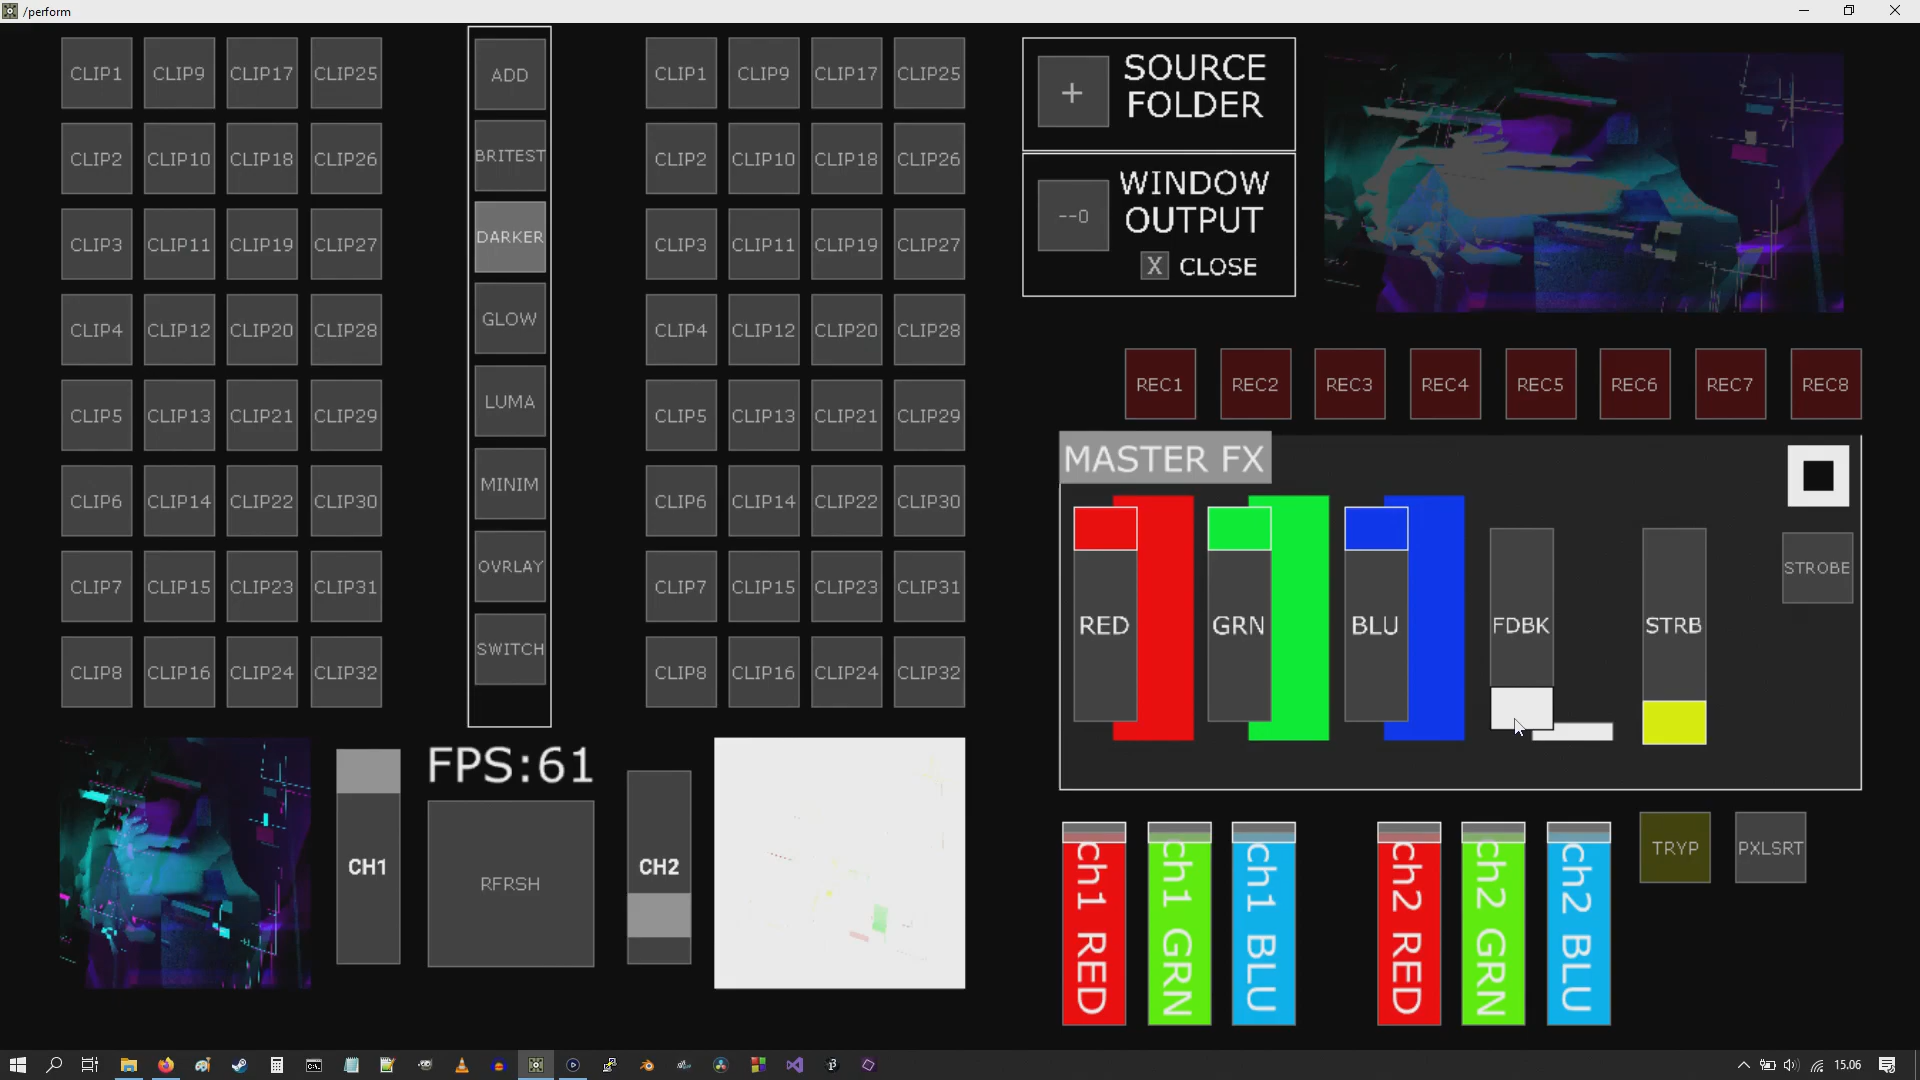 /perform
CLIP1 CLIP9 CLIP17 CLIP25
CLIP2 CLIP10 CLIP18 CLIP26
CLIP3 CLIP11 CLIP19 CLIP27
CLIP4 CLIP12 CLIP20 CLIP28
CLIP5 CLIP13 CLIP21 CLIP29
CLIP6 CLIP14 CLIP22 CLIP30
CLIP7 CLIP15 CLIP23 CLIP31
CLIP8 CLIP16 CLIP24 CLIP32
ADD
BRITEST
DARKER
GLOW
LUMA
MINIM
OVRLAY
SWITCH
CLIP1 CLIP9 CLIP17 CLIP25
CLIP2 CLIP10 CLIP18 CLIP26
CLIP3 CLIP11 CLIP19 CLIP27
CLIP4 CLIP12 CLIP20 CLIP28
CLIP5 CLIP13 CLIP21 CLIP29
CLIP6 CLIP14 CLIP22 CLIP30
CLIP7 CLIP15 CLIP23 CLIP31
CLIP8 CLIP16 CLIP24 CLIP32
+ SOURCE
FOLDER
WINDOW
--0 OUTPUT
X CLOSE
REC1 REC2 REC3 REC4 REC5 REC6 REC7 REC8
MASTER FX
STROBE
RED GRN BLU FDBK STRB
FPS:61
CH1
RFRSH
CH2
ch1 RED
ch1 GRN
ch1 BLU
ch2 RED
ch2 GRN
ch2 BLU
TRYP
PXLSRT
15.06